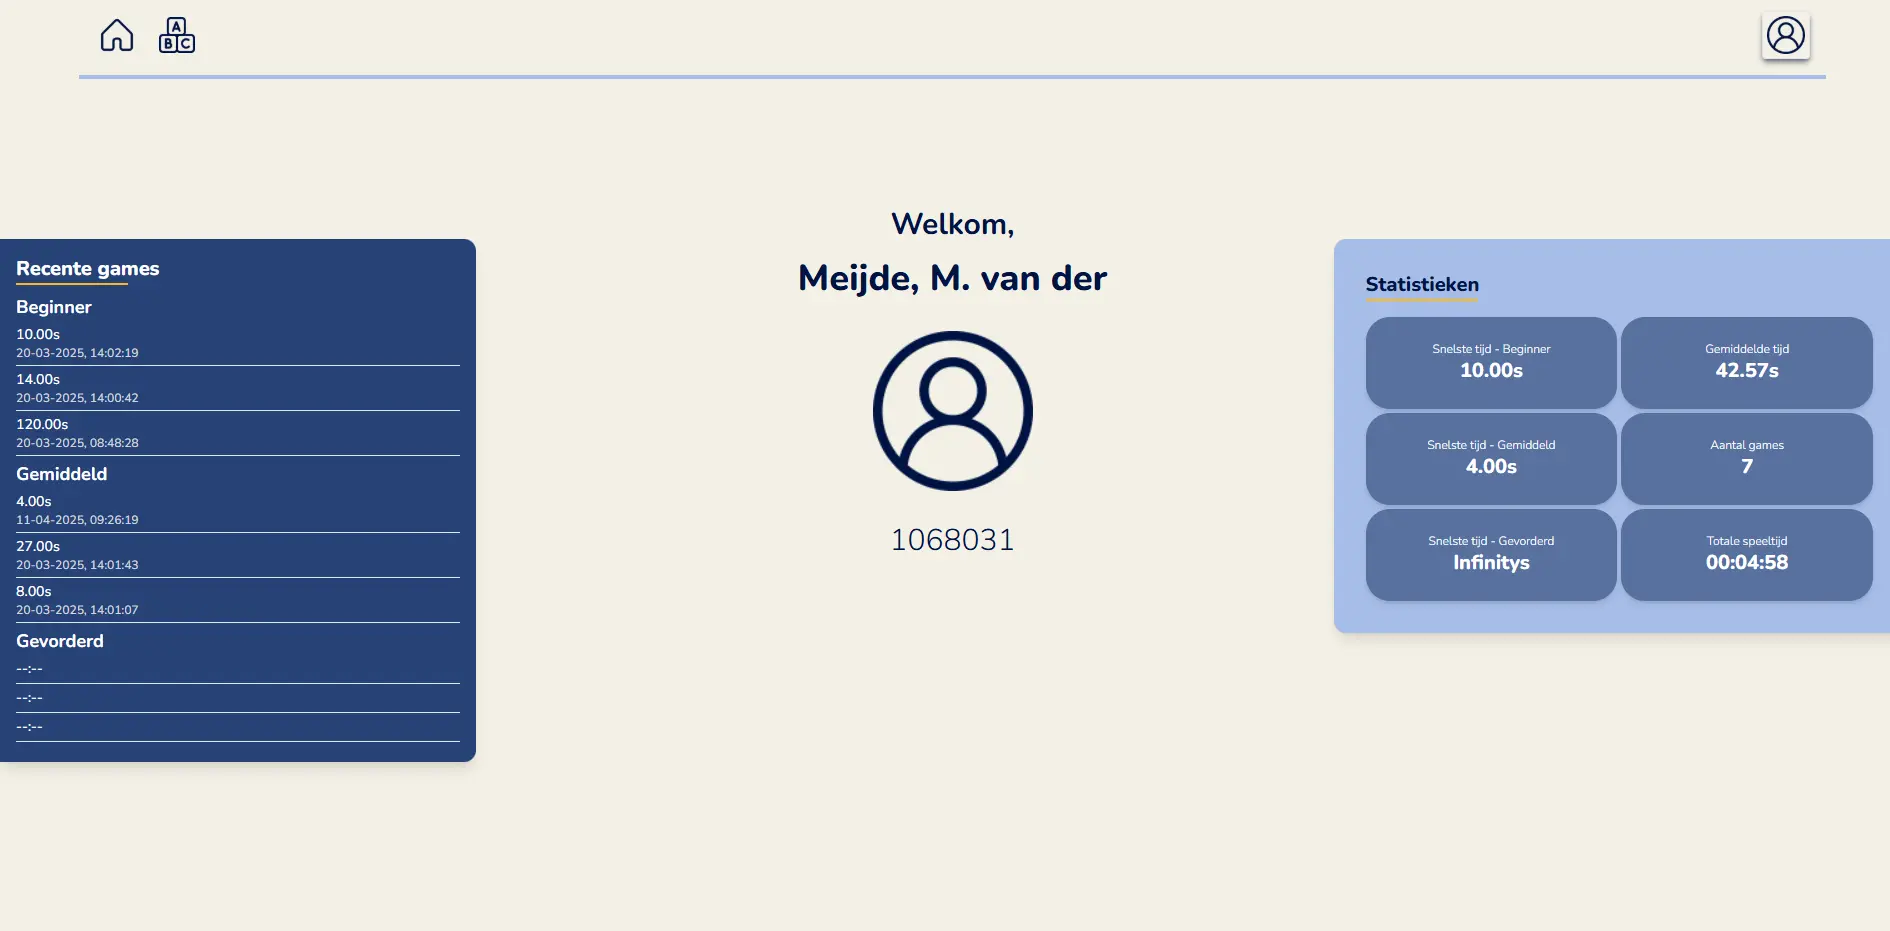 A
B C
Welkom,
Meijde, M. van der
1068031
Recente games
Beginner
10.00s
20-03-2025, 14:02:19
14.00s
20-03-2025, 14:00:42
120.00s
20-03-2025, 08:48:28
Gemiddeld
4.00s
11-04-2025, 09:26:19
27.00s
20-03-2025, 14:01:43
8.00s
20-03-2025, 14:01:07
Gevorderd
--:--
--:--
--:--
Statistieken
Snelste tijd - Beginner
10.00s
Gemiddelde tijd
42.57s
Snelste tijd - Gemiddeld
4.00s
Aantal games
7
Snelste tijd - Gevorderd
Infinitys
Totale speeltijd
00:04:58